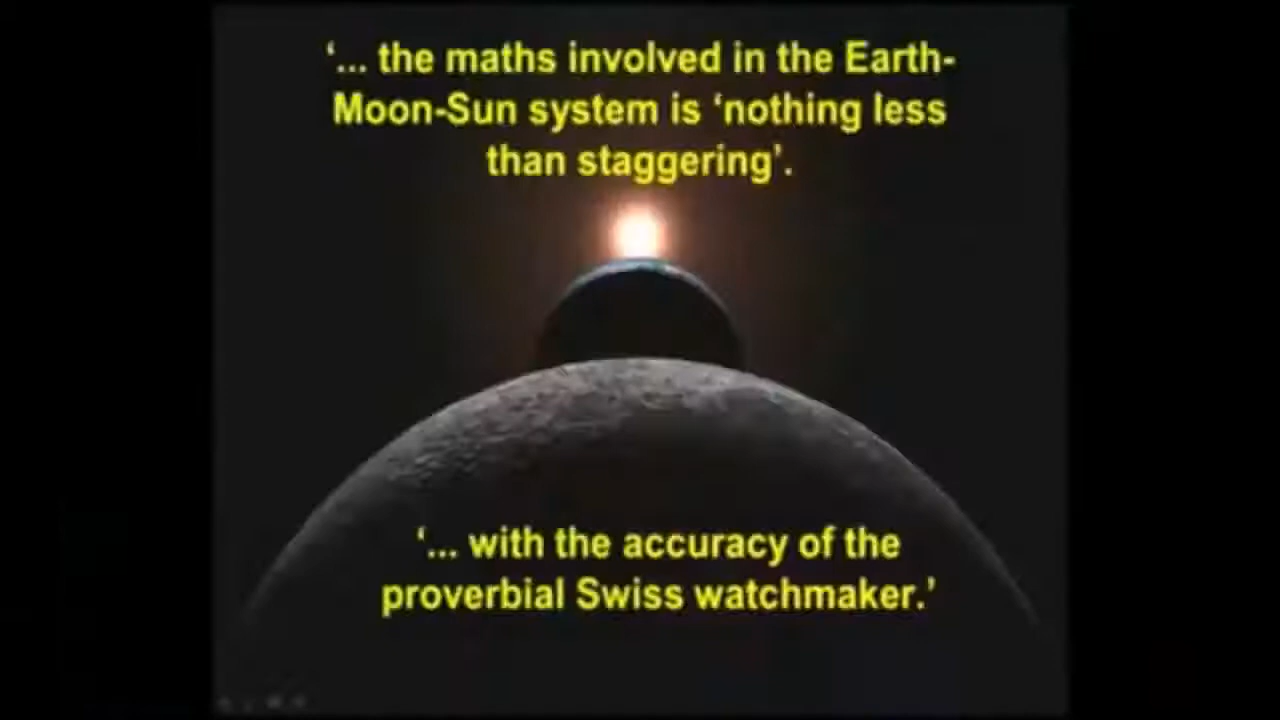 ‘... the maths involved in the Earth-
Moon-Sun system is ‘nothing less
than staggering’.
‘... with the accuracy of the
proverbial Swiss watchmaker.’